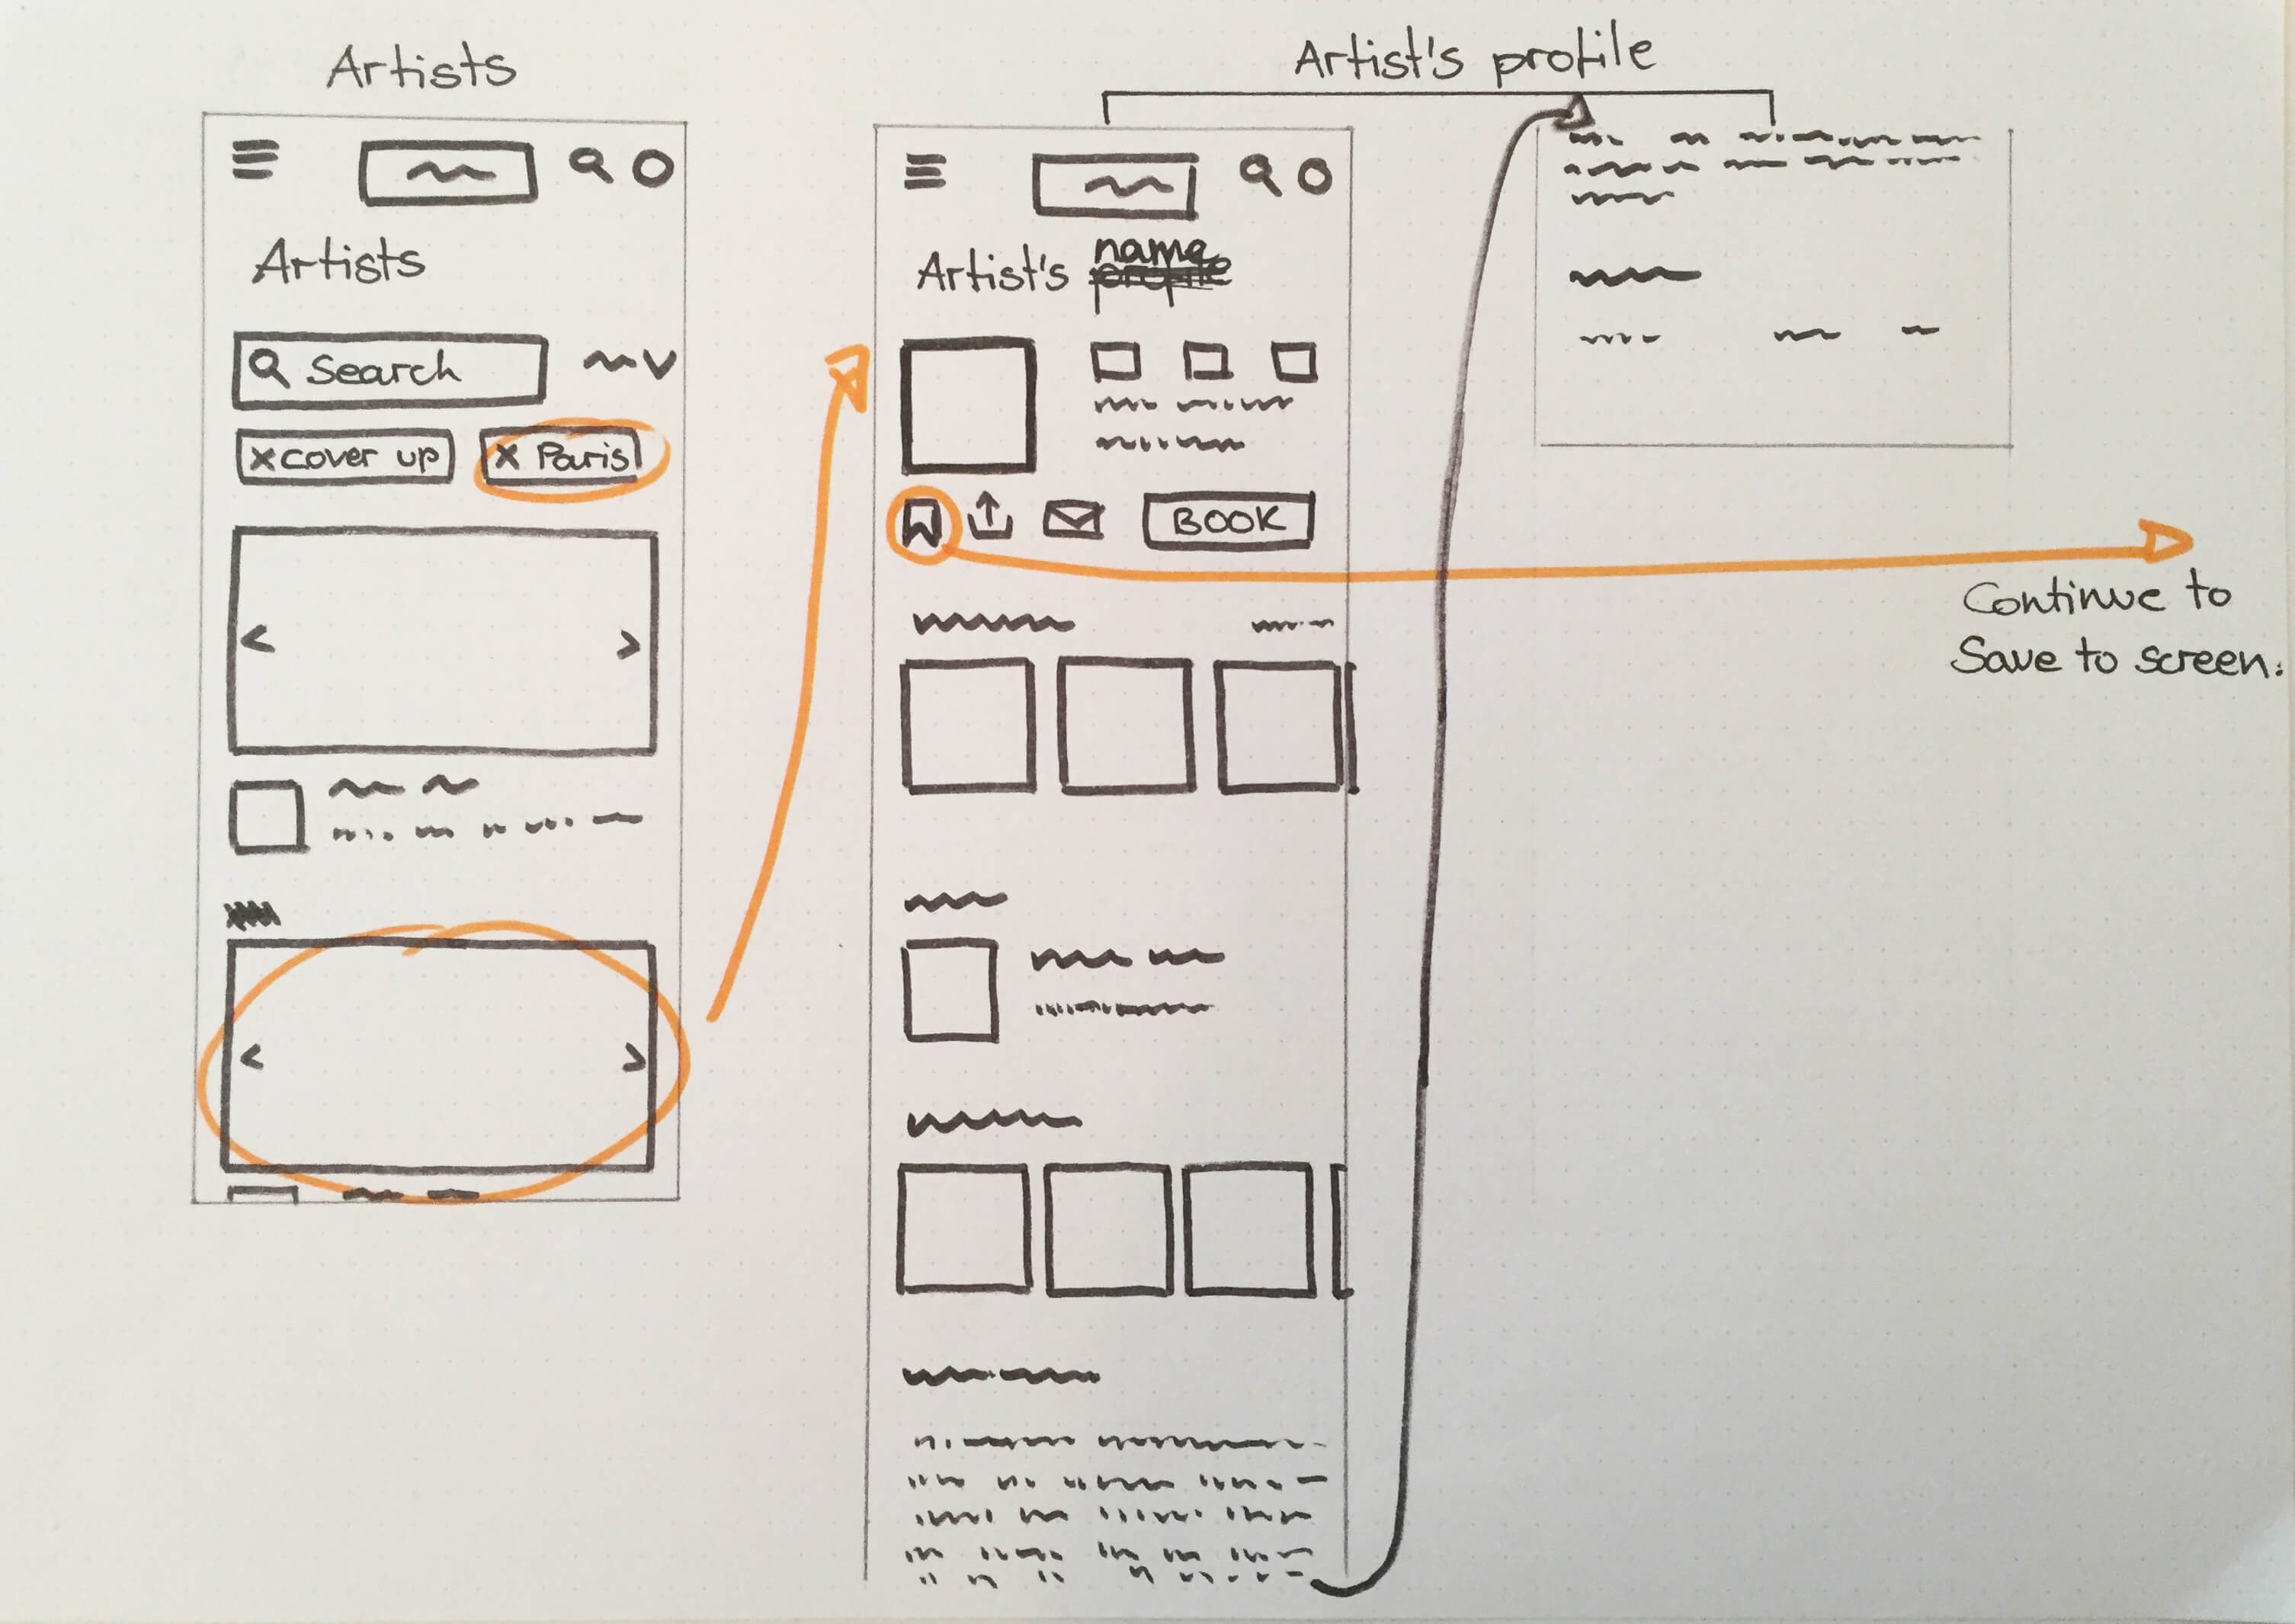 Artists
Artists
Search
x cover up
x Paris
Artist's profile
Artist's name
profile
BOOK
Continue to
Save to screen.